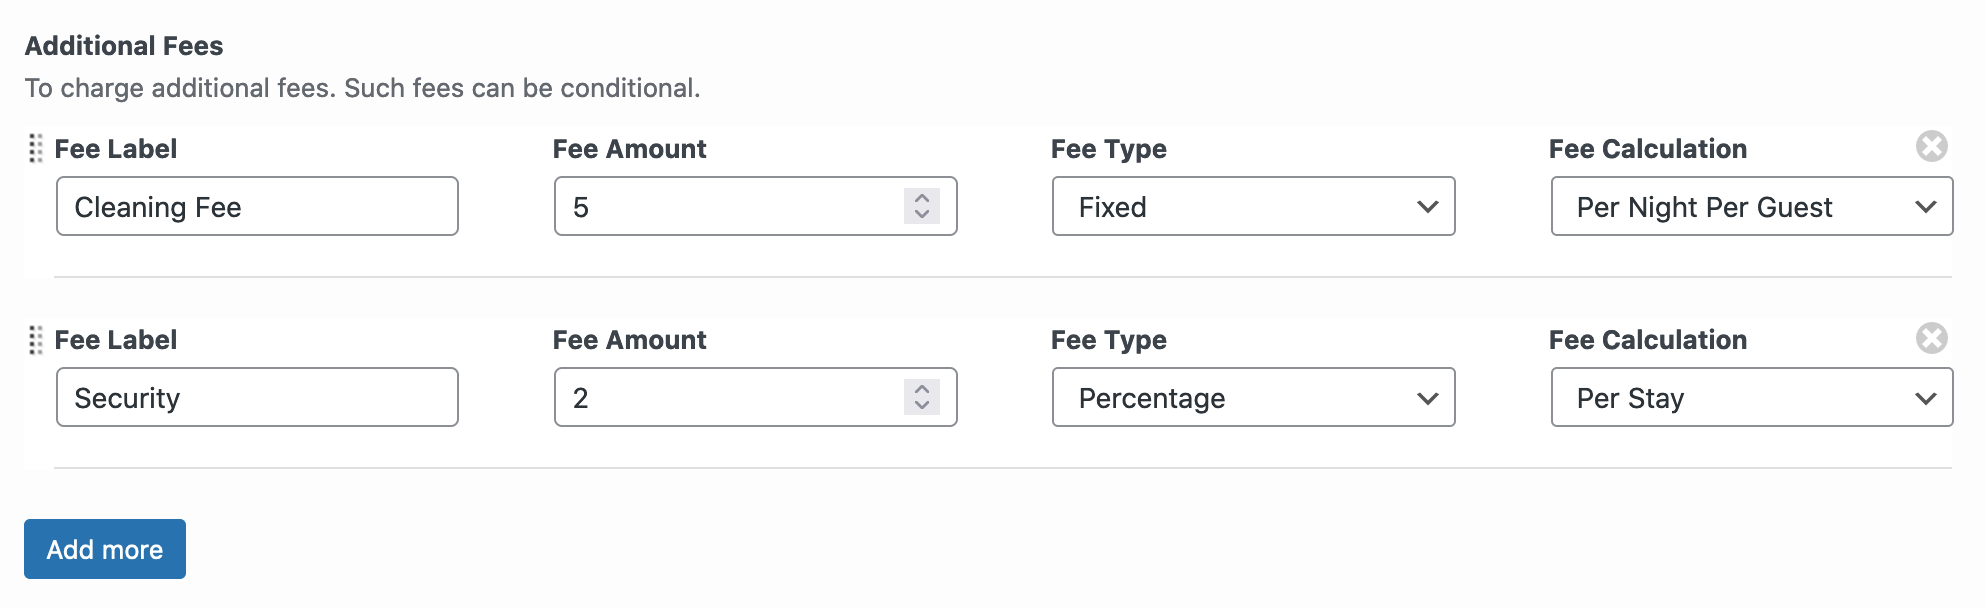 Additional Fees
To charge additional fees. Such fees can be conditional.
Fee Label Fee Amount Fee Type Fee Calculation
Cleaning Fee 5 Fixed Per Night Per Guest
Fee Label Fee Amount Fee Type Fee Calculation
Security 2 Percentage Per Stay
Add more